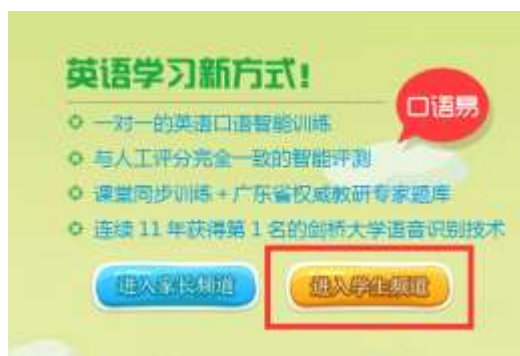 英语学习新方式!
口语易
一对一的英语口语智能训练
与人工评分完全一致的智能评测
课堂同步训练+广东省权威教研专家题库
连续 11 年获得第 1 名的剑桥大学语音识别技术
进入家长频道
进入学生频道